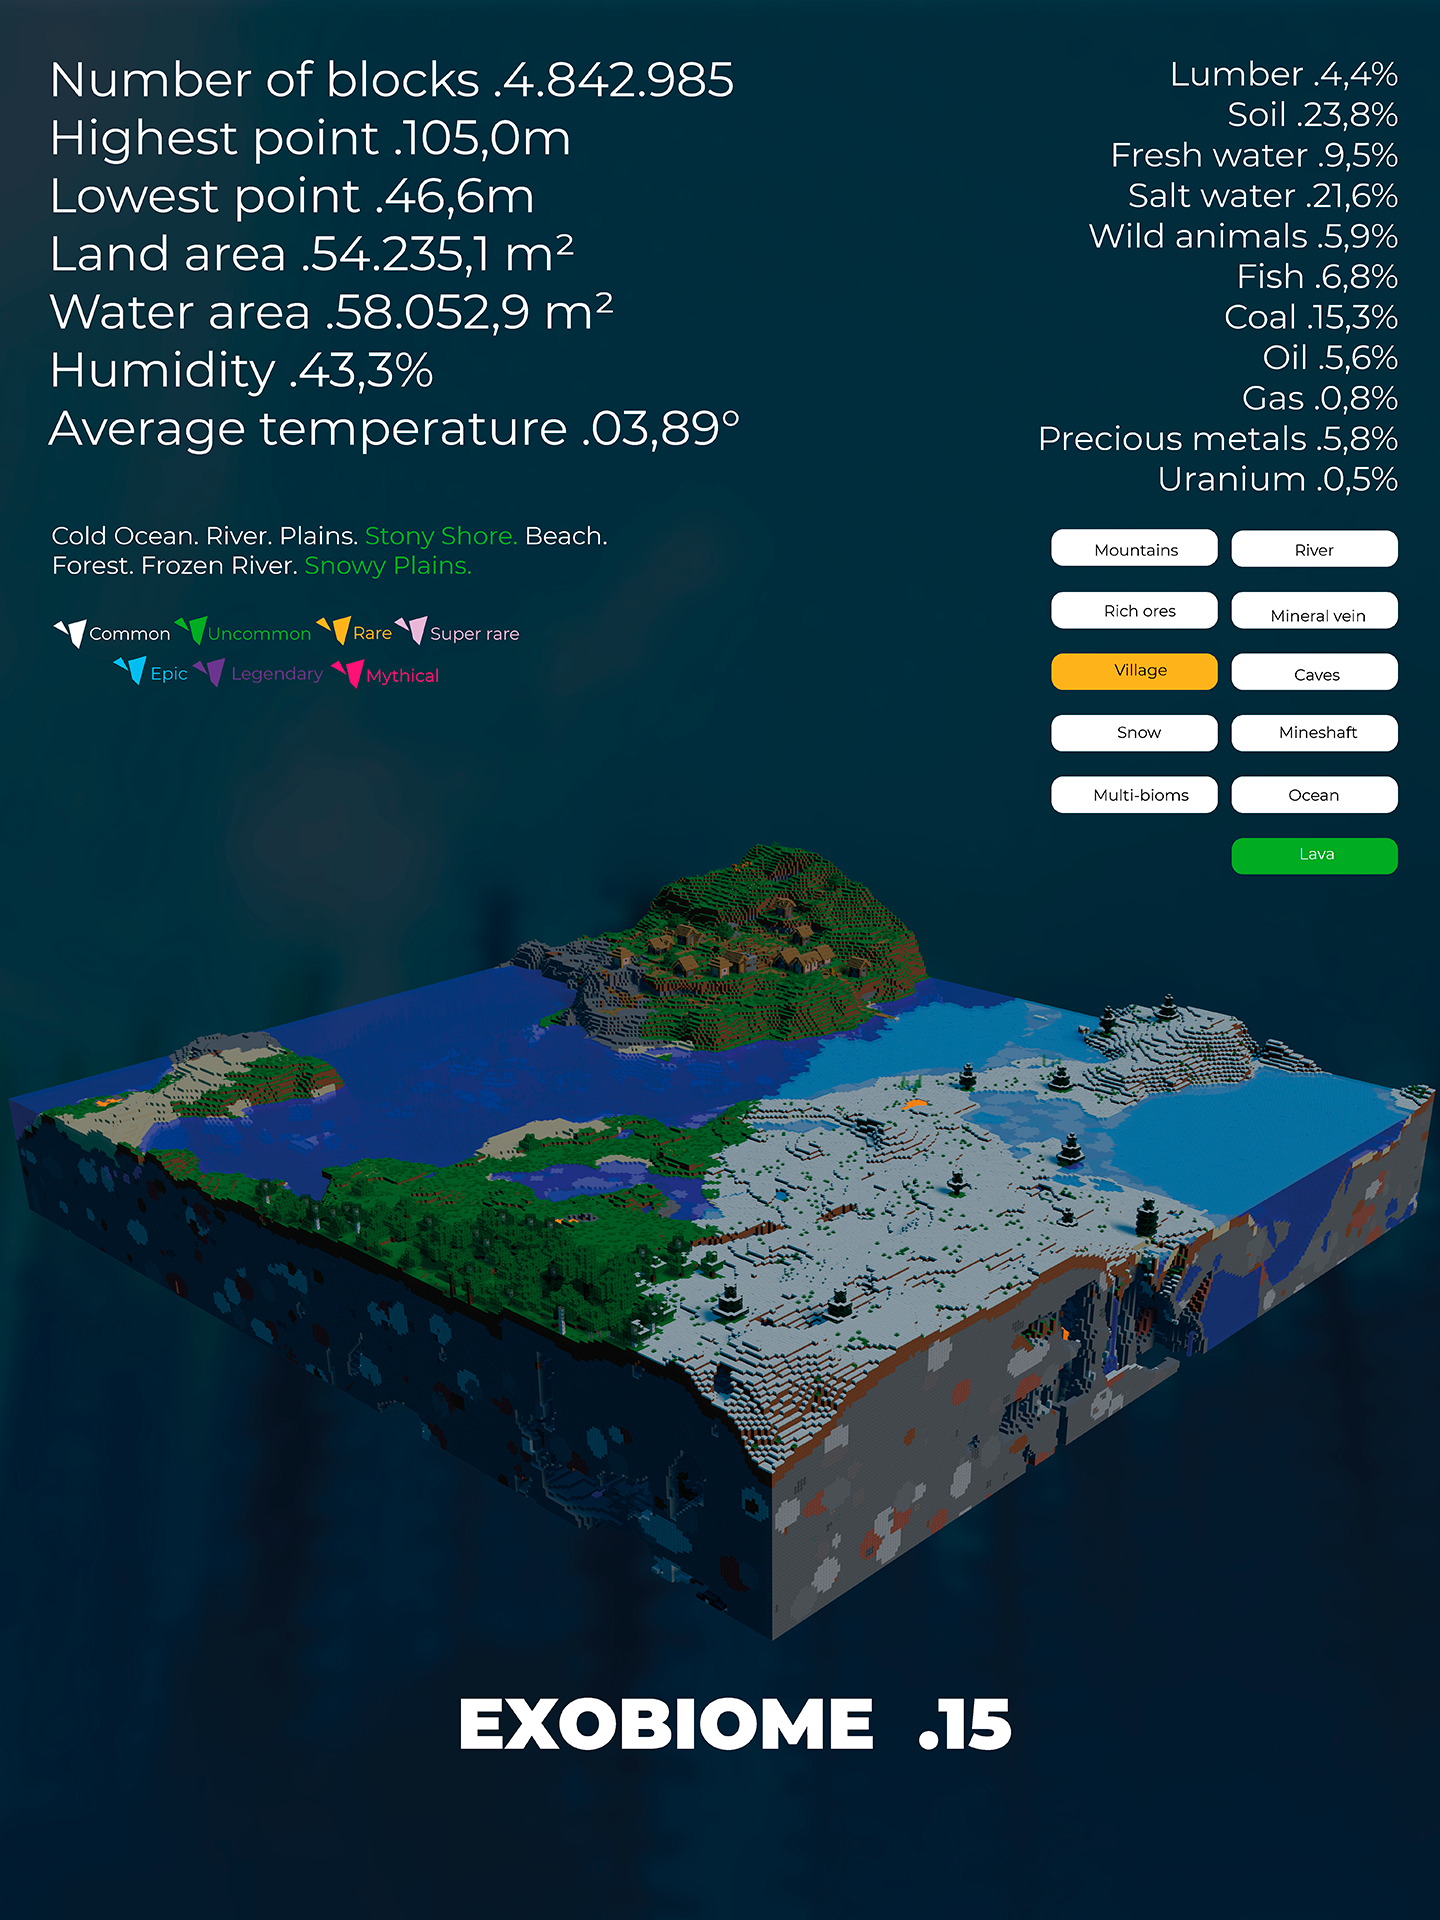 Number of blocks .4.842.985
Highest point .105,0m
Lowest point .46,6m
Land area .54.235,1 m²
Water area .58.052,9 m²
Humidity .43,3%
Average temperature .03,89°
Lumber .4,4%
Soil .23,8%
Fresh water .9,5%
Salt water .21,6%
Wild animals .5,9%
Fish .6,8%
Coal .15,3%
Oil .5,6%
Gas .0,8%
Precious metals .5,8%
Uranium .0,5%
Cold Ocean. River. Plains. Stony Shore. Beach.
Forest. Frozen River. Snowy Plains.
Common Uncommon Rare Super rare
Epic Legendary Mythical
Mountains River
Rich ores Mineral vein
Village Caves
Snow Mineshaft
Multi-bioms Ocean
Lava
EXOBIOME .15